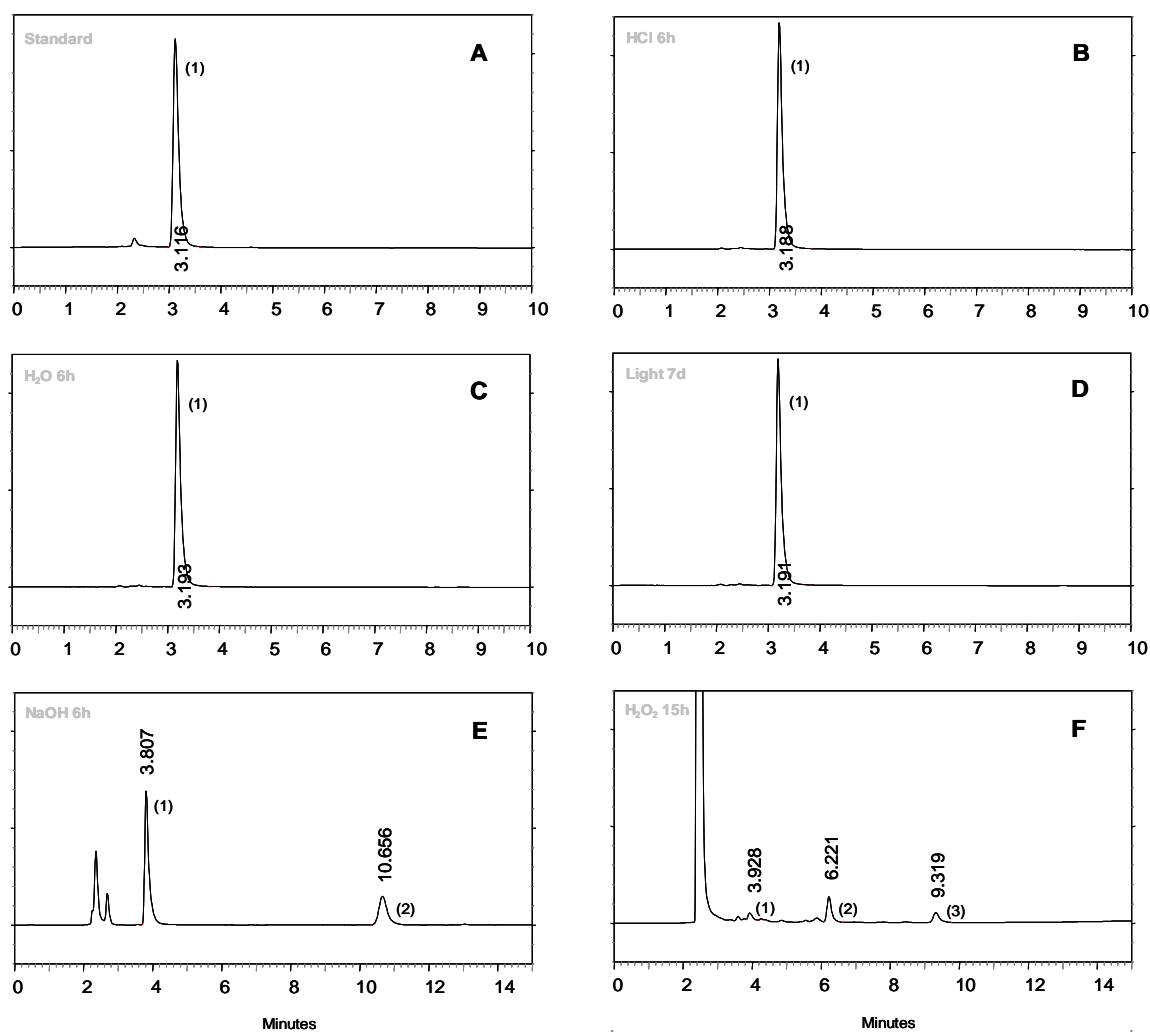 Standard
A
(1)
3.116
0 1 2 3 4 5 6 7 8 9 10
HCl 6h
B
(1)
3.188
0 1 2 3 4 5 6 7 8 9 10
H₂O 6h
C
(1)
3.193
0 1 2 3 4 5 6 7 8 9 10
Light 7d
D
(1)
3.191
0 1 2 3 4 5 6 7 8 9 10
NaOH 6h
E
3.807
(1)
10.656
(2)
0 2 4 6 8 10 12 14
Minutes
H₂O₂ 15h
F
3.928
(1)
6.221
(2)
9.319
(3)
0 2 4 6 8 10 12 14
Minutes